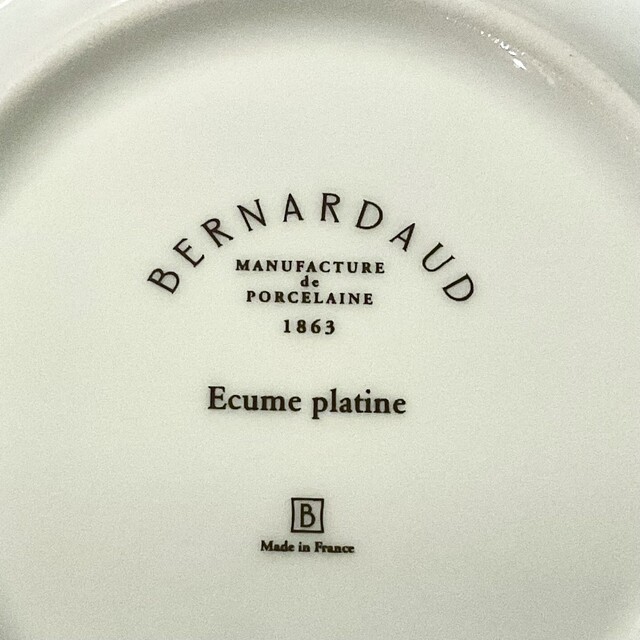 BERNARDAUD
MANUFACTURE
de
PORCELAINE
1863
Ecume platine
B
Made in France